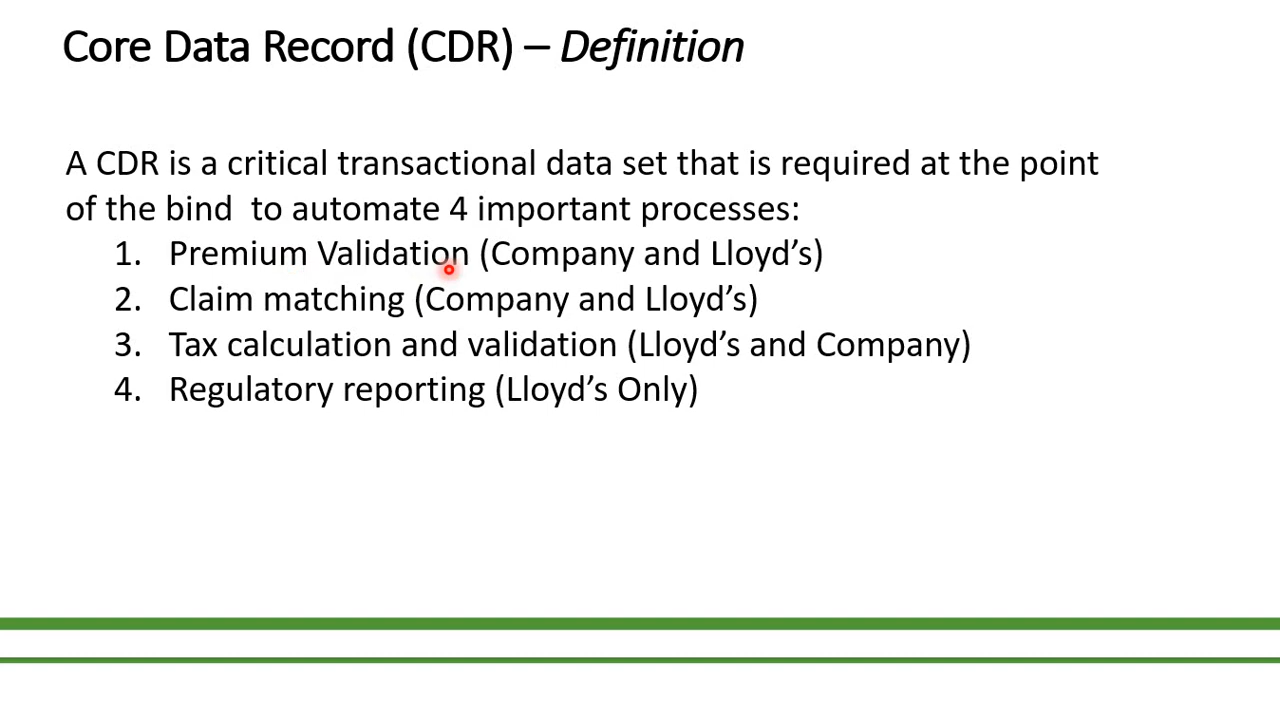 Core Data Record (CDR) – Definition
A CDR is a critical transactional data set that is required at the point
of the bind  to automate 4 important processes:
1. Premium Validation (Company and Lloyd’s)
2. Claim matching (Company and Lloyd’s)
3. Tax calculation and validation (Lloyd’s and Company)
4. Regulatory reporting (Lloyd’s Only)